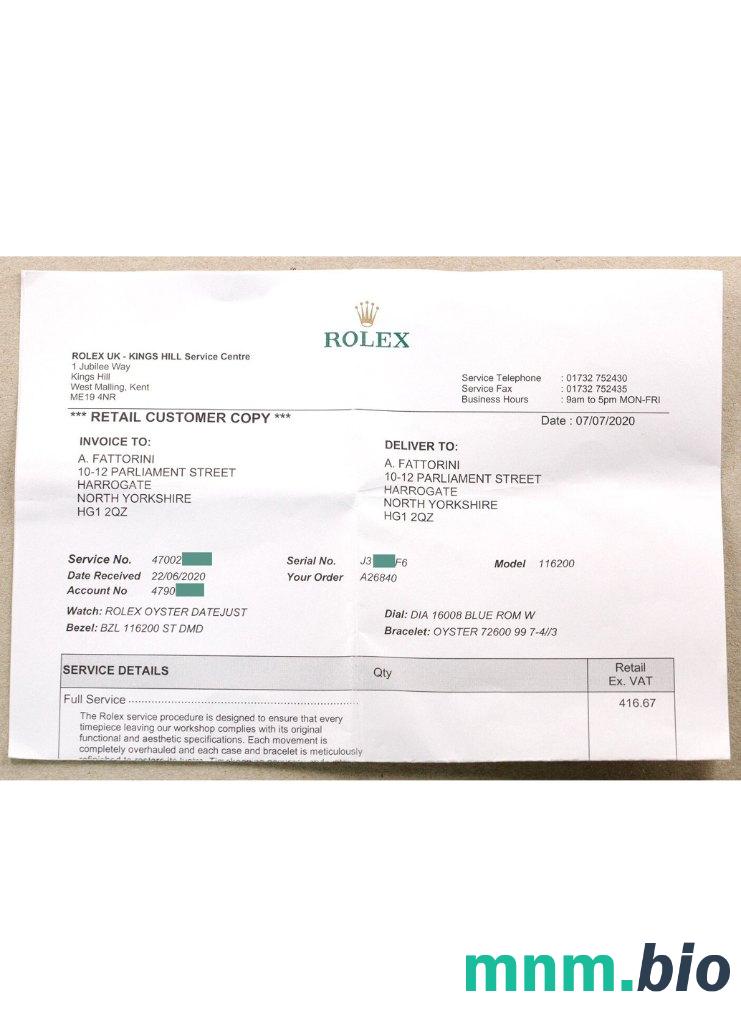 ROLEX
ROLEX UK - KINGS HILL Service Centre
1 Jubilee Way
Kings Hill
West Malling, Kent
ME19 4NR
Service Telephone : 01732 752430
Service Fax : 01732 752435
Business Hours : 9am to 5pm MON-FRI
*** RETAIL CUSTOMER COPY ***
Date : 07/07/2020
INVOICE TO:
A. FATTORINI
10-12 PARLIAMENT STREET
HARROGATE
NORTH YORKSHIRE
HG1 2QZ
DELIVER TO:
A. FATTORINI
10-12 PARLIAMENT STREET
HARROGATE
NORTH YORKSHIRE
HG1 2QZ
Service No. 47002
Serial No. J3 F6
Model 116200
Date Received 22/06/2020
Your Order A26840
Account No 4790
Watch: ROLEX OYSTER DATEJUST
Dial: DIA 16008 BLUE ROM W
Bezel: BZL 116200 ST DMD
Bracelet: OYSTER 72600 99 7-4//3
SERVICE DETAILS Qty Retail Ex. VAT
Full Service 416.67
The Rolex service procedure is designed to ensure that every
timepiece leaving our workshop complies with its original
functional and aesthetic specifications. Each movement is
completely overhauled and each case and bracelet is meticulously
mnm.bio